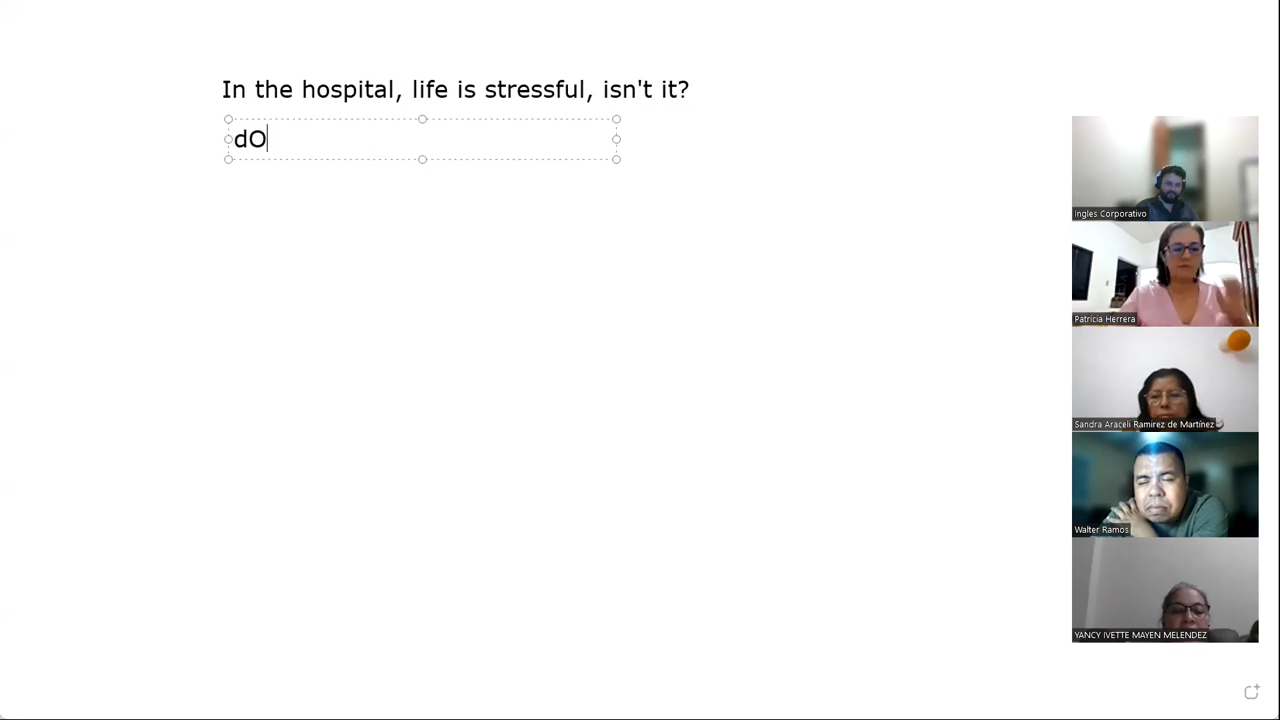 In the hospital, life is stressful, isn't it?
dO
Ingles Corporativo
Patricia Herrera
Sandra Araceli Ramirez de Martínez
Walter Ramos
YANCY IVETTE MAYEN MELENDEZ